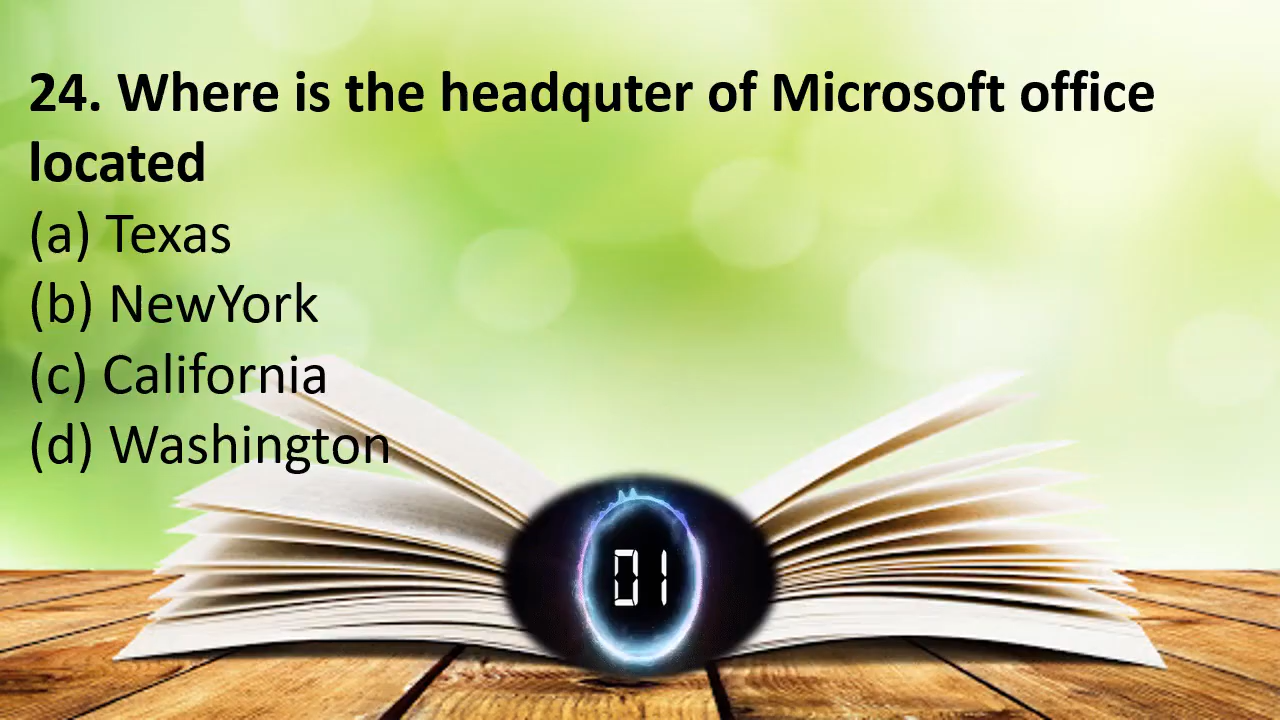 24. Where is the headquter of Microsoft office
located
(a) Texas
(b) NewYork
(c) California
(d) Washington
01